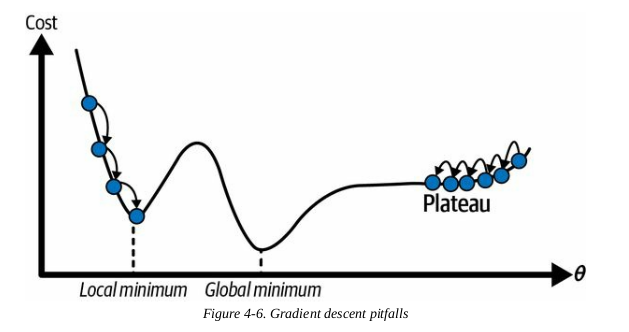 Cost
Plateau
θ
Local minimum Global minimum
Figure 4-6. Gradient descent pitfalls